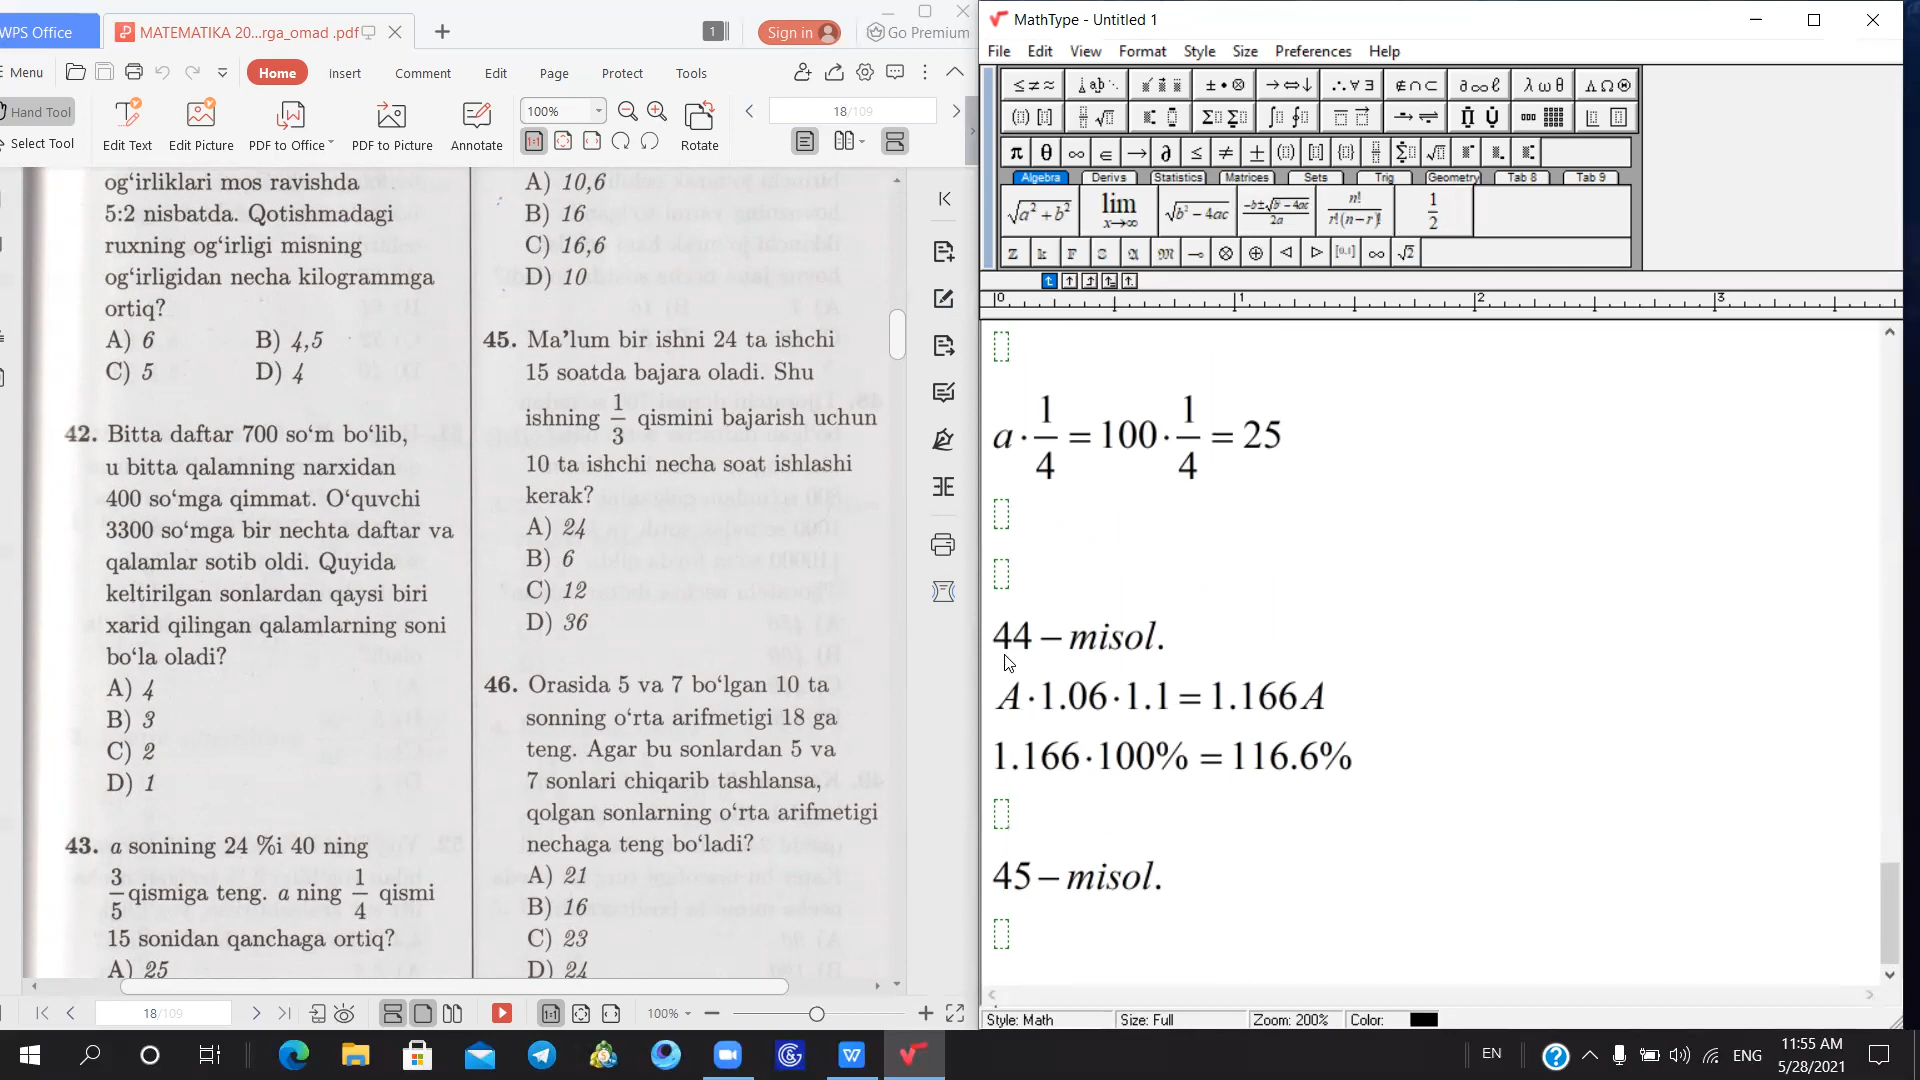 WPS Office
MATEMATIKA 20...rga_omad .pdf
1
Sign in
Go Premium
Menu
Home
Insert
Comment
Edit
Page
Protect
Tools
Hand Tool
Select Tool
Edit Text
Edit Picture
PDF to Office
PDF to Picture
Annotate
100%
18/109
Rotate
og‘irliklari mos ravishda
5:2 nisbatda. Qotishmadagi
ruxning og‘irligi misning
og‘irligidan necha kilogrammga
ortiq?
A) 6 B) 4,5
C) 5 D) 4
42. Bitta daftar 700 so‘m bo‘lib,
u bitta qalamning narxidan
400 so‘mga qimmat. O‘quvchi
3300 so‘mga bir nechta daftar va
qalamlar sotib oldi. Quyida
keltirilgan sonlardan qaysi biri
xarid qilingan qalamlarning soni
bo‘la oladi?
A) 4
B) 3
C) 2
D) 1
43. a sonining 24 %i 40 ning
3/5 qismiga teng. a ning 1/4 qismi
15 sonidan qanchaga ortiq?
A) 25
A) 10,6
B) 16
C) 16,6
D) 10
45. Ma’lum bir ishni 24 ta ishchi
15 soatda bajara oladi. Shu
ishning 1/3 qismini bajarish uchun
10 ta ishchi necha soat ishlashi
kerak?
A) 24
B) 6
C) 12
D) 36
46. Orasida 5 va 7 bo‘lgan 10 ta
sonning o‘rta arifmetigi 18 ga
teng. Agar bu sonlardan 5 va
7 sonlari chiqarib tashlansa,
qolgan sonlarning o‘rta arifmetigi
nechaga teng bo‘ladi?
A) 21
B) 16
C) 23
D) 24
18/109
100%
MathType - Untitled 1
File Edit View Format Style Size Preferences Help
Algebra Derivs Statistics Matrices Sets Trig Geometry Tab 8 Tab 9
0 1 2 3
a · 1/4 = 100 · 1/4 = 25
44 – misol.
A · 1.06 · 1.1 = 1.166A
1.166 · 100% = 116.6%
45 – misol.
Style: Math
Size: Full
Zoom: 200%
Color:
EN
ENG
11:55 AM
5/28/2021